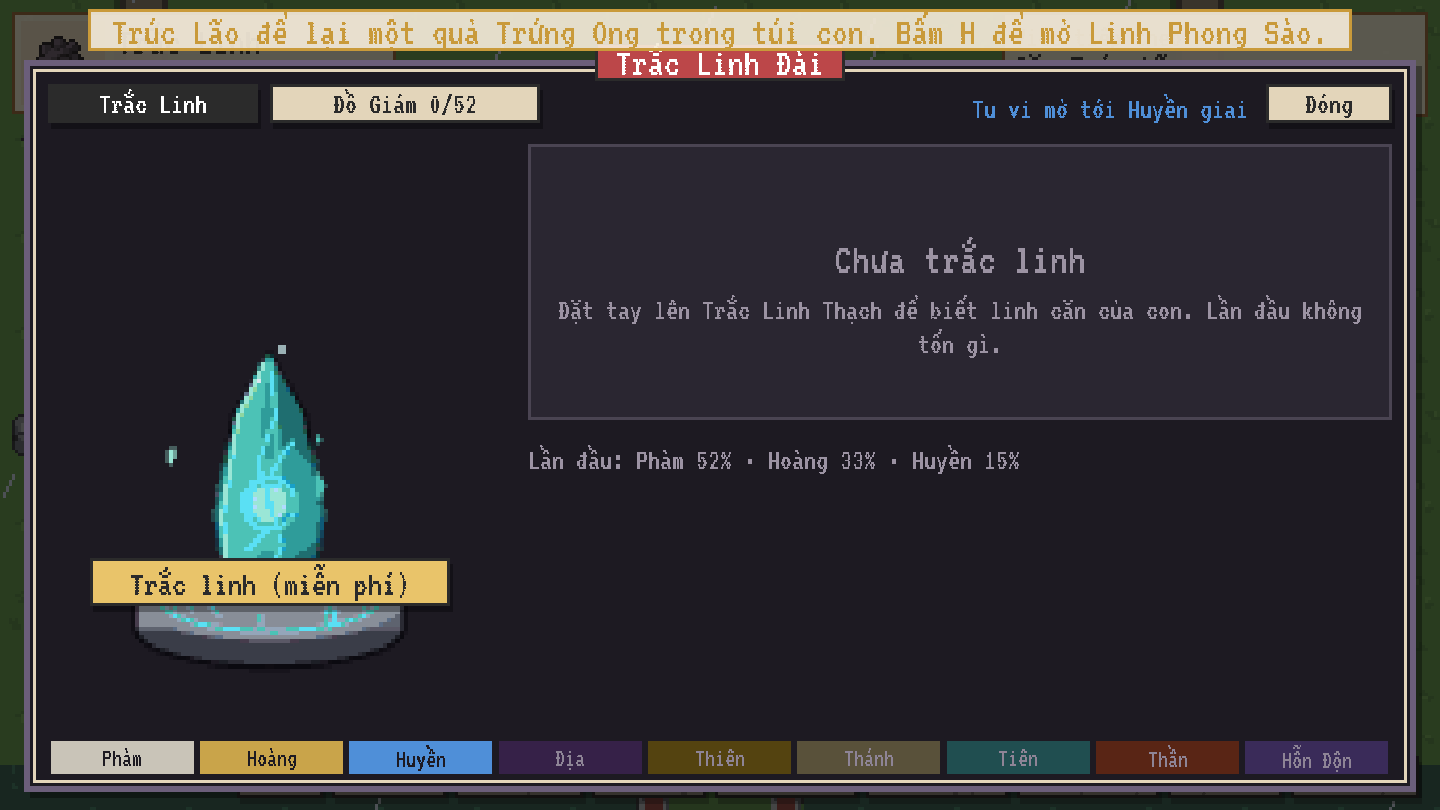 Trúc Lão để lại một quả Trứng Ong trong túi con. Bấm H để mở Linh Phong Sào.
Trắc Linh Đài
Trắc Linh
Đồ Giám 0/52
Tu vi mở tới Huyền giai
Đóng
Chưa trắc linh
Đặt tay lên Trắc Linh Thạch để biết linh căn của con. Lần đầu không
tốn gì.
Lần đầu: Phàm 52% · Hoàng 33% · Huyền 15%
Trắc linh (miễn phí)
Phàm
Hoàng
Huyền
Địa
Thiên
Thánh
Tiên
Thần
Hỗn Độn